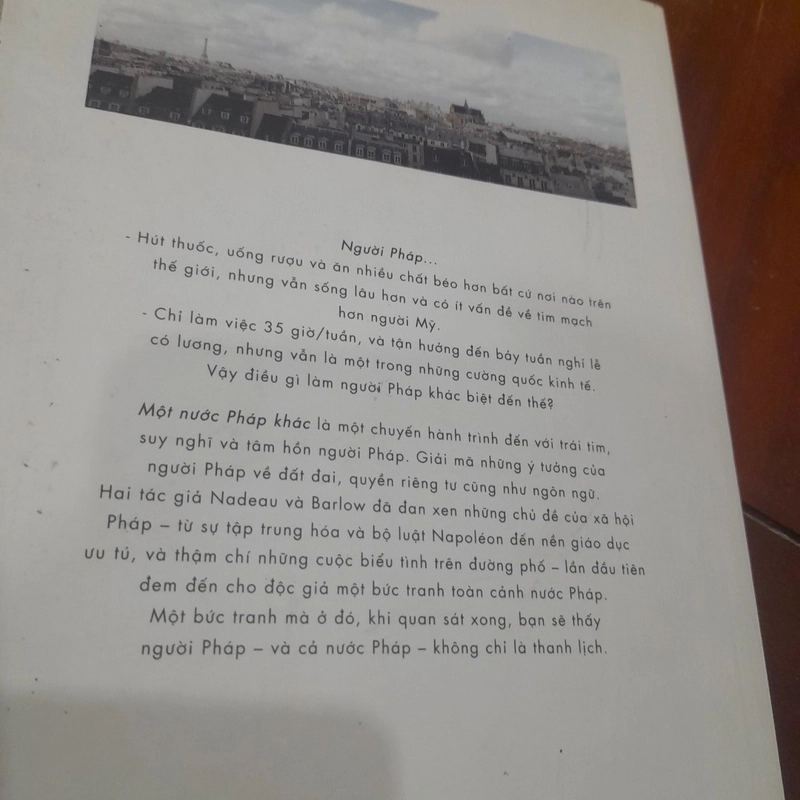 Người Pháp...
- Hút thuốc, uống rượu và ăn nhiều chất béo hơn bất cứ nơi nào trên
thế giới, nhưng vẫn sống lâu hơn và có ít vấn đề về tim mạch
hơn người Mỹ.
- Chỉ làm việc 35 giờ/tuần, và tận hưởng đến bảy tuần nghỉ lễ
có lương, nhưng vẫn là một trong những cường quốc kinh tế.
Vậy điều gì làm người Pháp khác biệt đến thế?
Một nước Pháp khác là một chuyến hành trình đến với trái tim,
suy nghĩ và tâm hồn người Pháp. Giải mã những ý tưởng của
người Pháp về đất đai, quyền riêng tư cũng như ngôn ngữ.
Hai tác giả Nadeau và Barlow đã đan xen những chủ đề của xã hội
Pháp – từ sự tập trung hóa và bộ luật Napoléon đến nền giáo dục
ưu tú, và thậm chí những cuộc biểu tình trên đường phố – lần đầu tiên
đem đến cho độc giả một bức tranh toàn cảnh nước Pháp.
Một bức tranh mà ở đó, khi quan sát xong, bạn sẽ thấy
người Pháp – và cả nước Pháp – không chỉ là thanh lịch.